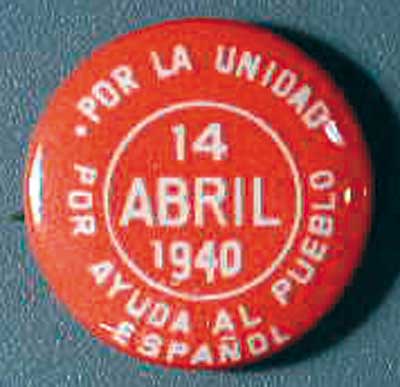 POR LA UNIDAD
14
ABRIL
1940
POR AYUDA AL PUEBLO
ESPAÑOL